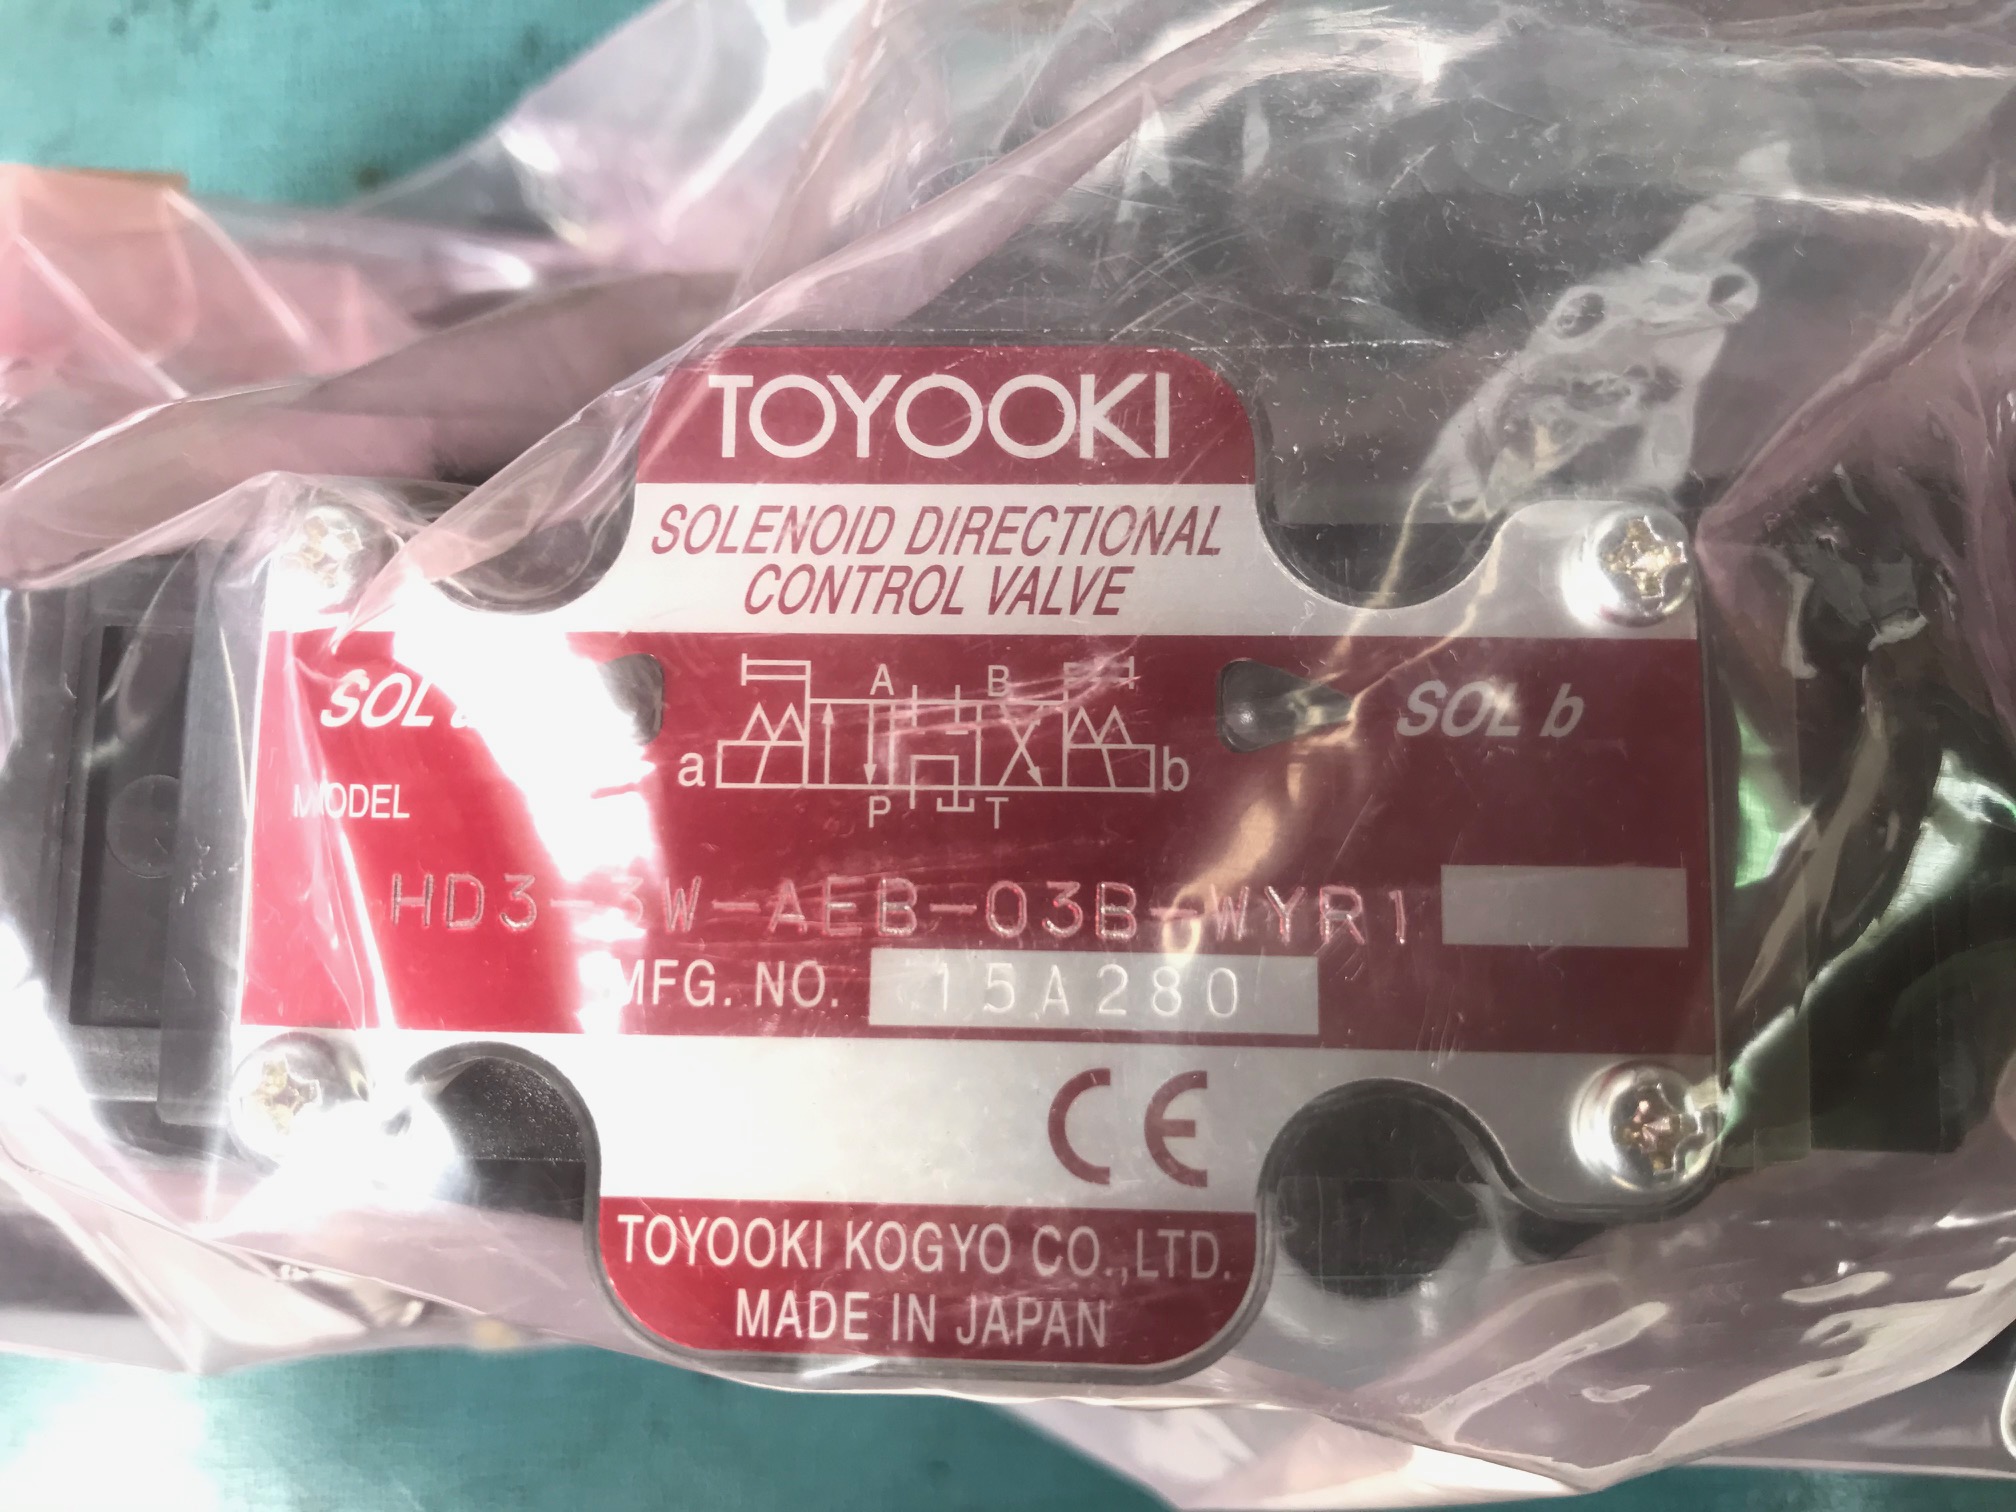 TOYOOKI
SOLENOID DIRECTIONAL
CONTROL VALVE
SOL
A B
SOL b
a b
P T
MODEL
HD3-3W-AEB-03B-WYR1
MFG. NO. 15A280
CE
TOYOOKI KOGYO CO.,LTD.
MADE IN JAPAN